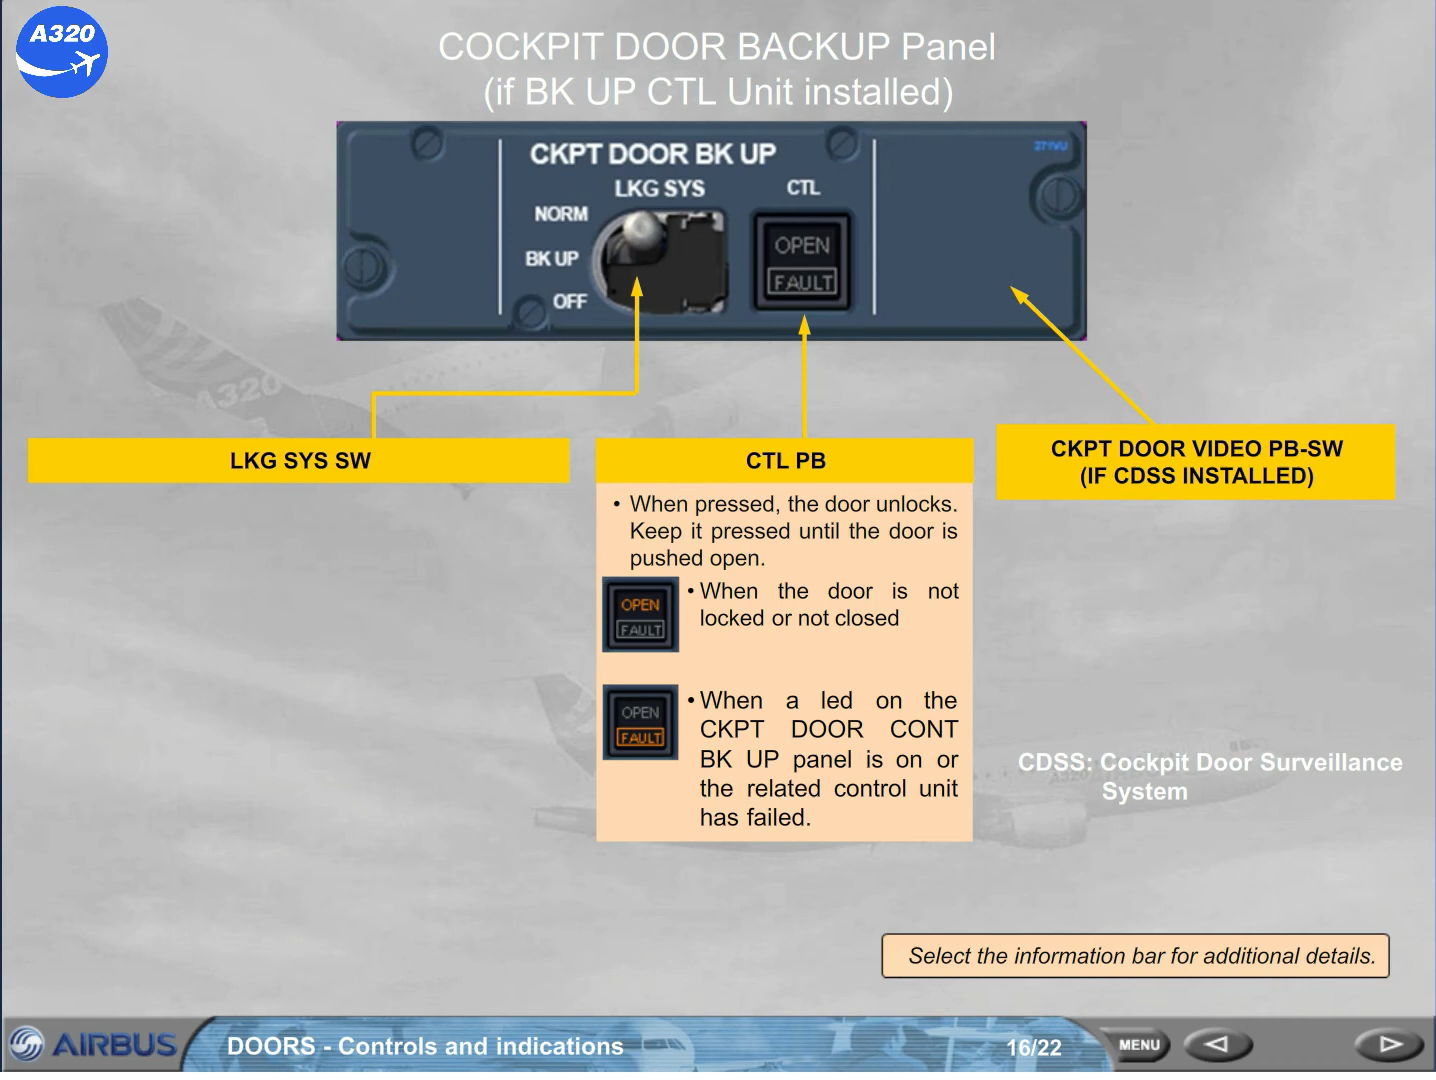 A320
COCKPIT DOOR BACKUP Panel
(if BK UP CTL Unit installed)
CKPT DOOR BK UP
271VU
LKG SYS
CTL
NORM
BK UP
OFF
OPEN
FAULT
A320
LKG SYS SW
CTL PB
CKPT DOOR VIDEO PB-SW
(IF CDSS INSTALLED)
• When pressed, the door unlocks.
Keep it pressed until the door is
pushed open.
OPEN
FAULT
• When the door is not
locked or not closed
OPEN
FAULT
• When a led on the
CKPT DOOR CONT
BK UP panel is on or
the related control unit
has failed.
CDSS: Cockpit Door Surveillance
System
Select the information bar for additional details.
AIRBUS
DOORS - Controls and indications
16/22
MENU